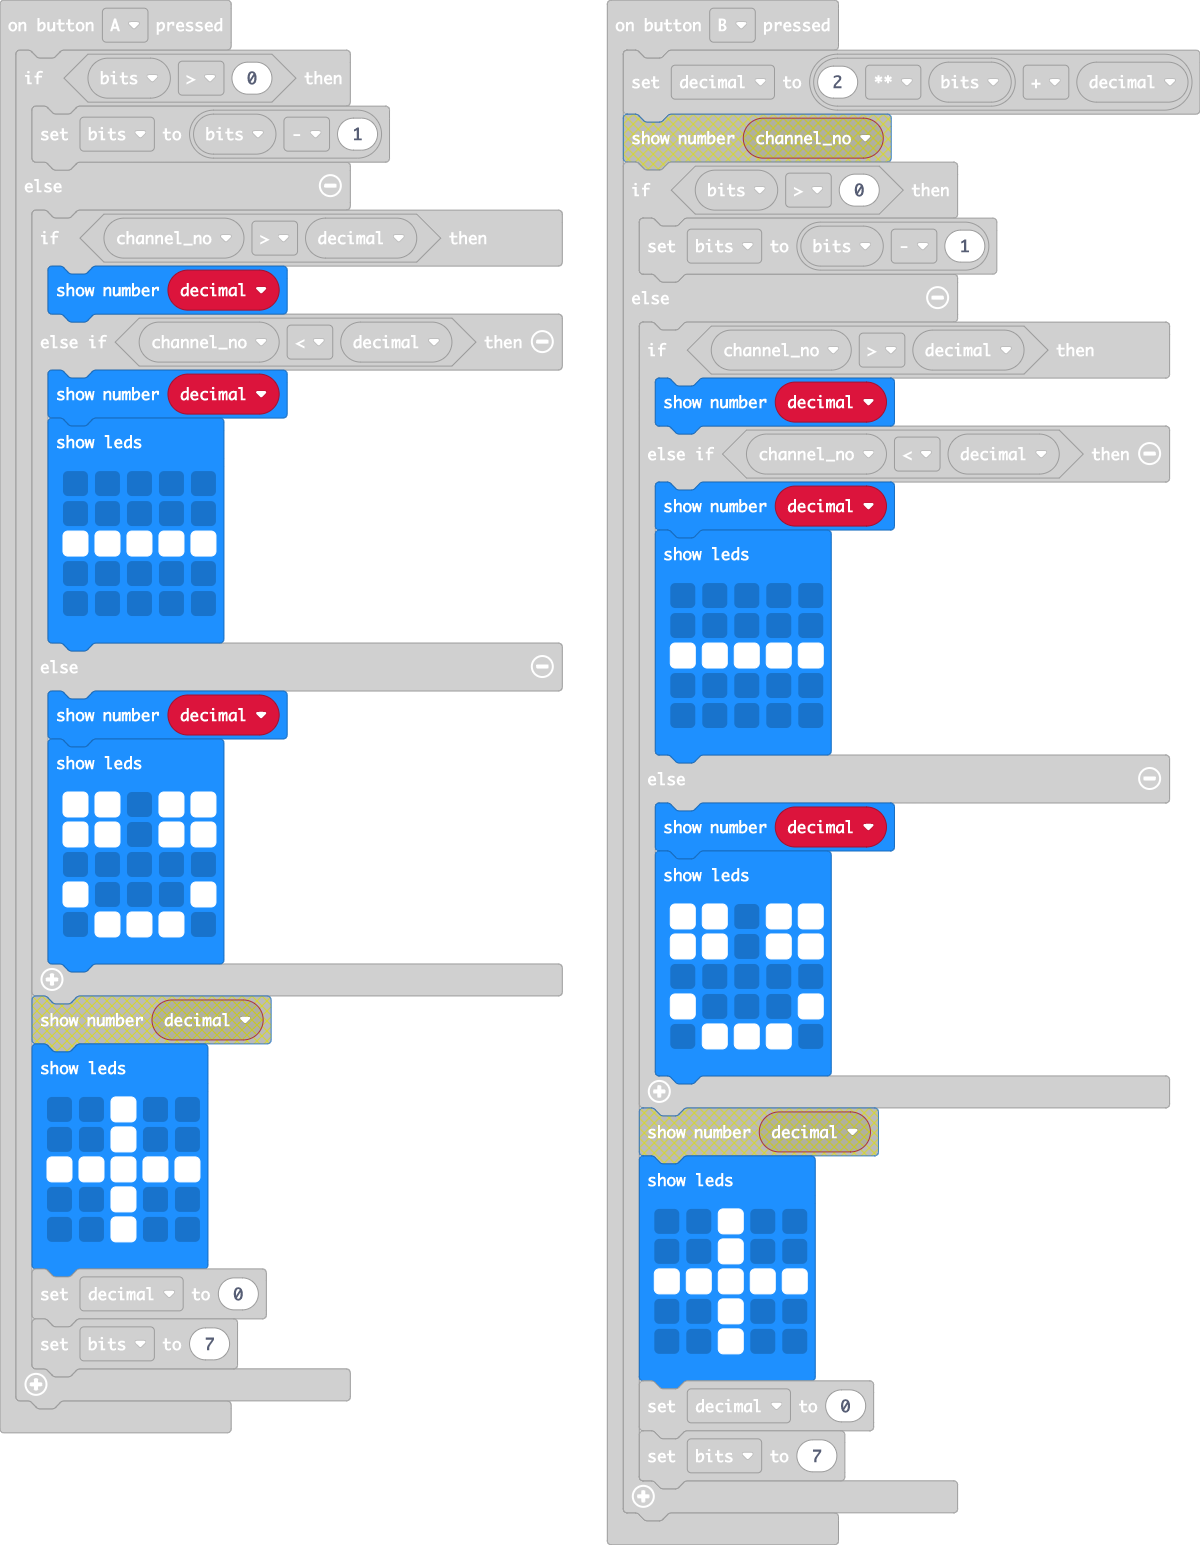 on button A pressed
if bits > 0 then
set bits to bits - 1
else
if channel_no > decimal then
show number decimal
else if channel_no < decimal then
show number decimal
show leds
else
show number decimal
show leds
show number decimal
show leds
set decimal to 0
set bits to 7
on button B pressed
set decimal to 2 ** bits + decimal
show number channel_no
if bits > 0 then
set bits to bits - 1
else
if channel_no > decimal then
show number decimal
else if channel_no < decimal then
show number decimal
show leds
else
show number decimal
show leds
show number decimal
show leds
set decimal to 0
set bits to 7